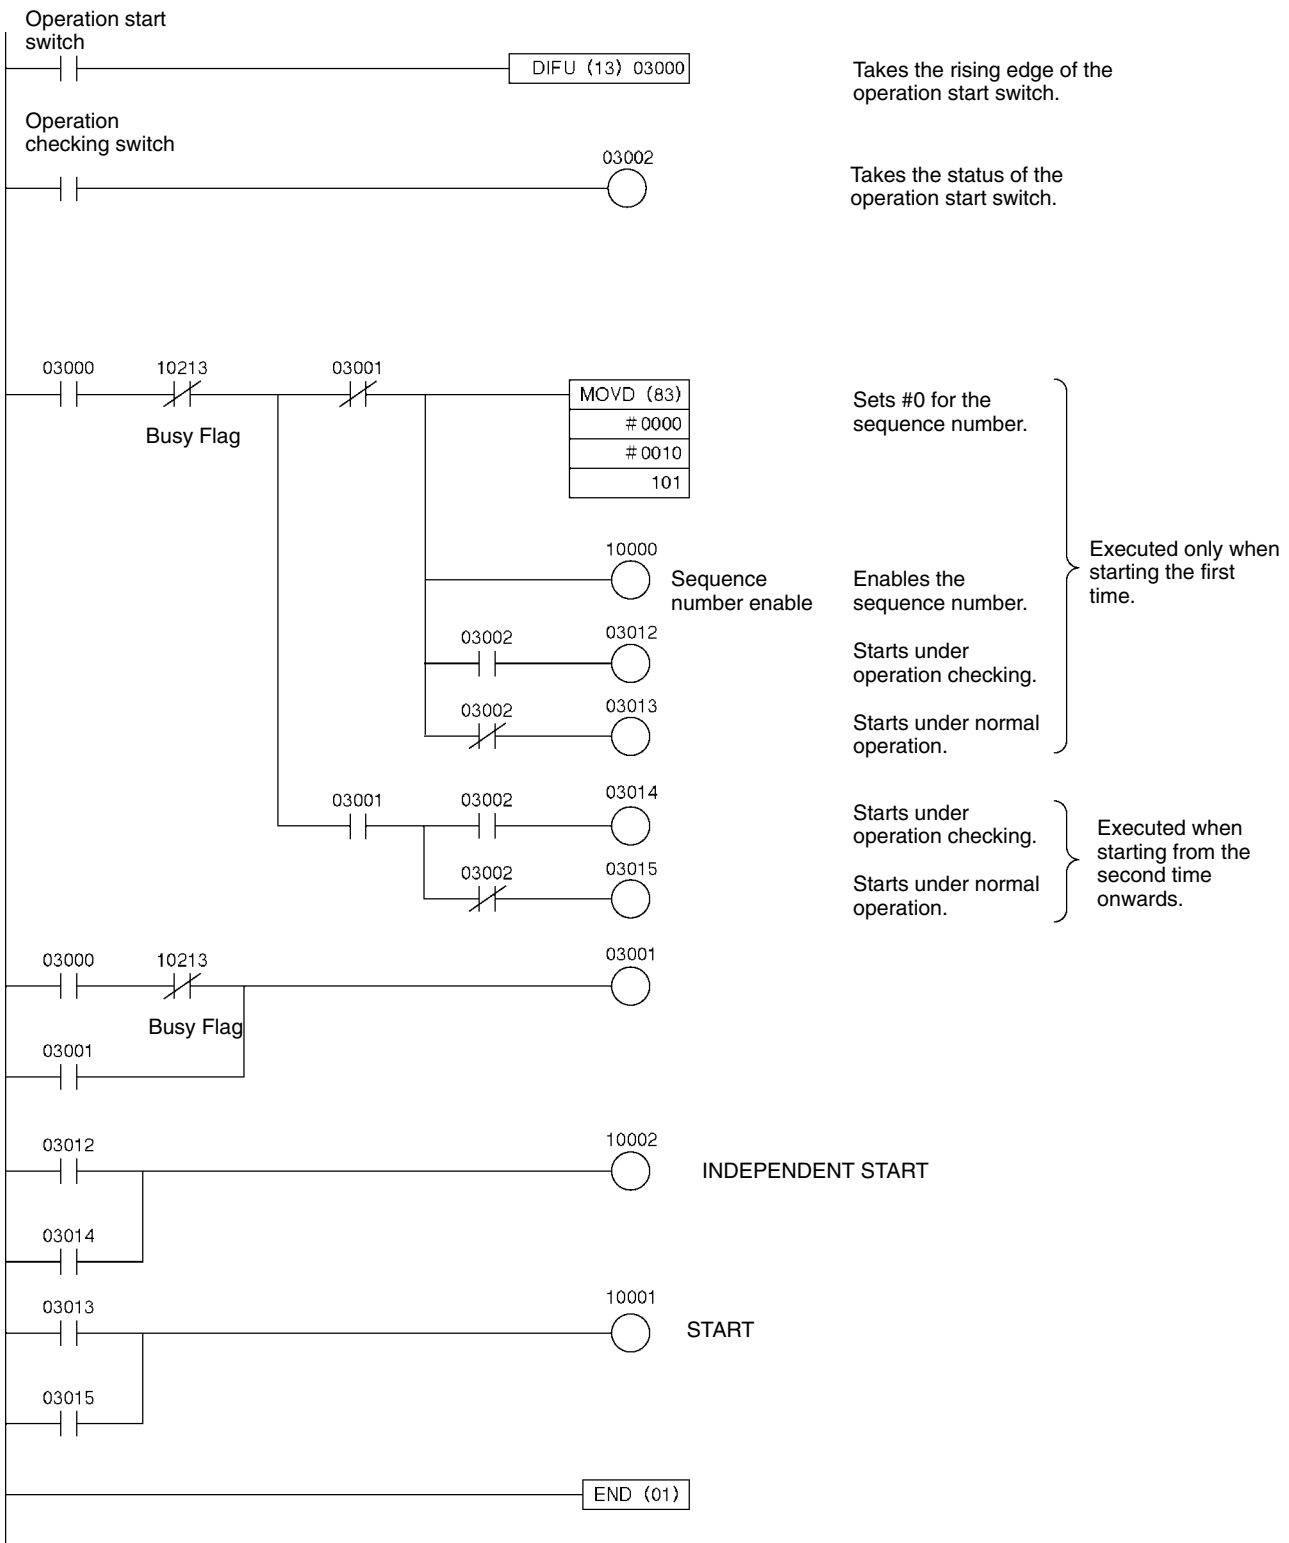 Operation start
switch
DIFU (13) 03000
Takes the rising edge of the
operation start switch.
Operation
checking switch
03002
Takes the status of the
operation start switch.
03000
10213
Busy Flag
03001
MOVD (83)
#0000
#0010
101
Sets #0 for the
sequence number.
10000
Sequence
number enable
Enables the
sequence number.
Executed only when
starting the first
time.
03002
03012
Starts under
operation checking.
03002
03013
Starts under normal
operation.
03001
03002
03014
Starts under
operation checking.
Executed when
starting from the
second time
onwards.
03002
03015
Starts under normal
operation.
03000
10213
Busy Flag
03001
03001
03012
10002
INDEPENDENT START
03014
03013
10001
START
03015
END (01)